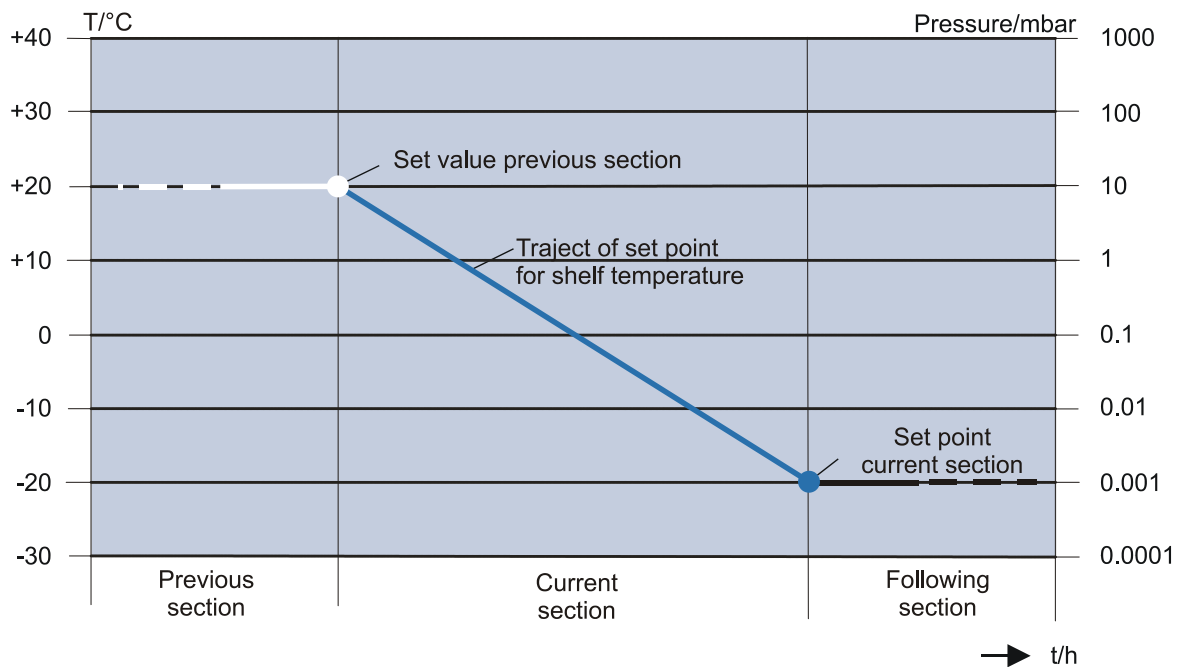 T/°C
Pressure/mbar
+40
1000
+30
100
Set value previous section
+20
10
Traject of set point
for shelf temperature
+10
1
0
0.1
-10
0.01
Set point
current section
-20
0.001
-30
0.0001
Previous
section
Current
section
Following
section
t/h